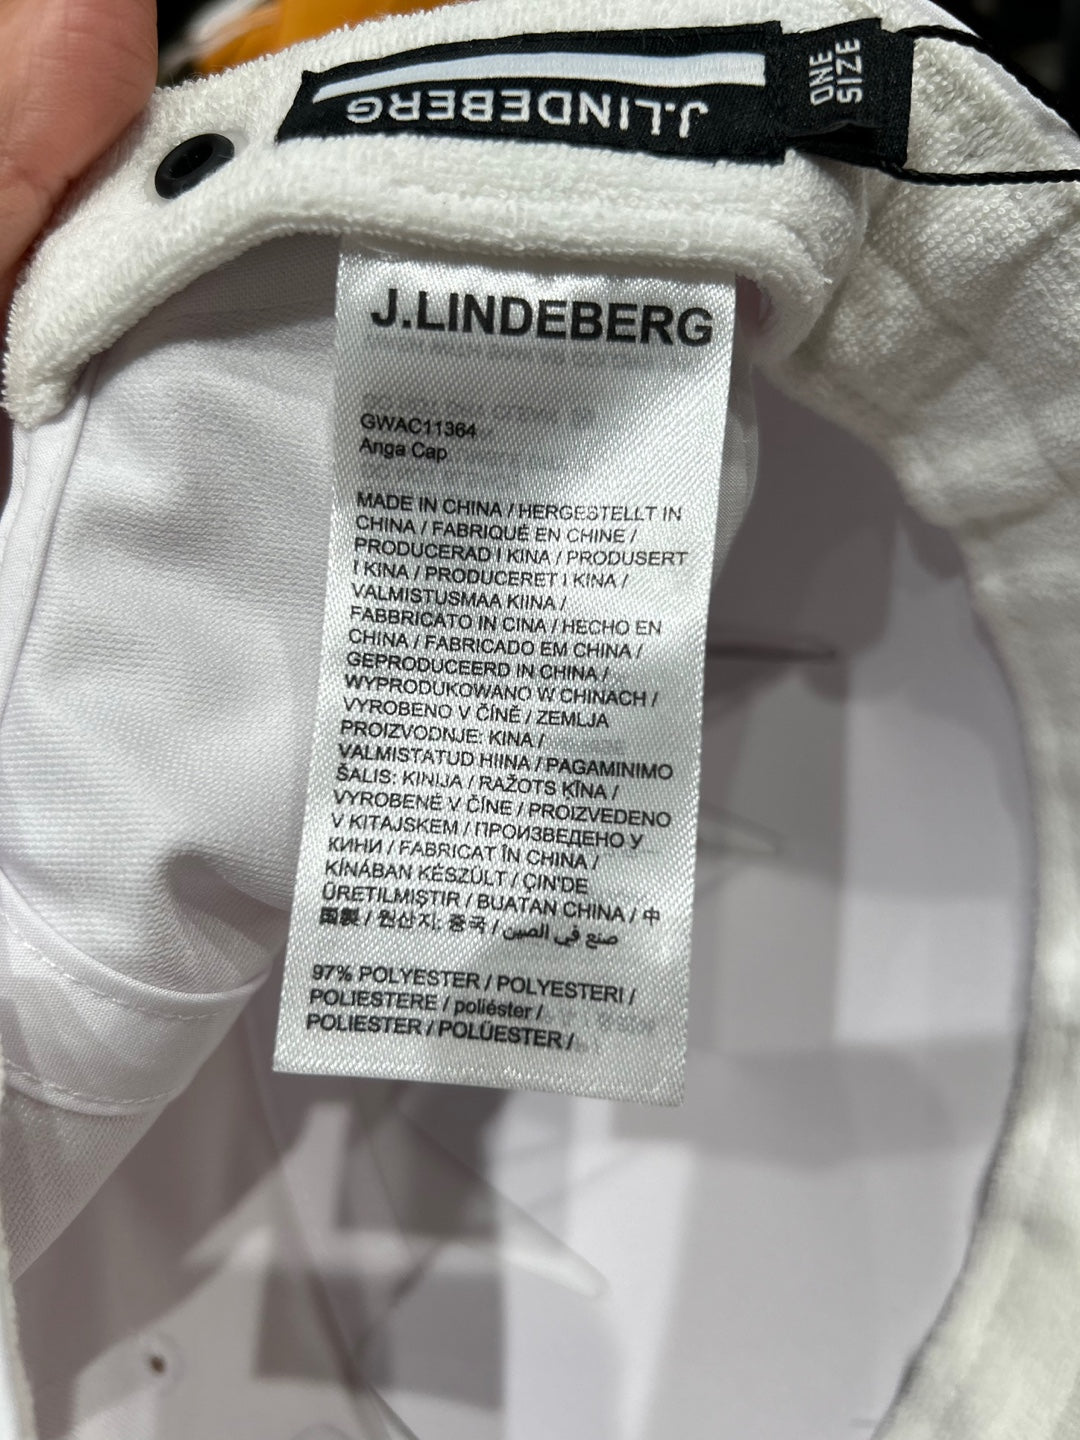 J.LINDEBERG
ONE
SIZE
J.LINDEBERG
GWAC11364
Anga Cap
MADE IN CHINA / HERGESTELLT IN
CHINA / FABRIQUÉ EN CHINE /
PRODUCERAD I KINA / PRODUSERT
I KINA / PRODUCERET I KINA /
VALMISTUSMAA KIINA /
FABBRICATO IN CINA / HECHO EN
CHINA / FABRICADO EM CHINA /
GEPRODUCEERD IN CHINA /
WYPRODUKOWANO W CHINACH /
VYROBENO V ČÍNĚ / ZEMLJA
PROIZVODNJE: KINA /
VALMISTATUD HIINA / PAGAMINIMO
ŠALIS: KINIJA / RAŽOTS KĪNA /
VYROBENÉ V ČÍNE / PROIZVEDENO
V KITAJSKEM / ПРОИЗВЕДЕНО У
КИНИ / FABRICAT ÎN CHINA /
KÍNÁBAN KÉSZÜLT / ÇİN'DE
ÜRETİLMİŞTİR / BUATAN CHINA / 中
国製 / 원산지: 중국 / صنع في الصين
97% POLYESTER / POLYESTERI /
POLIESTERE / poliéster /
POLIESTER / POLÜESTER /